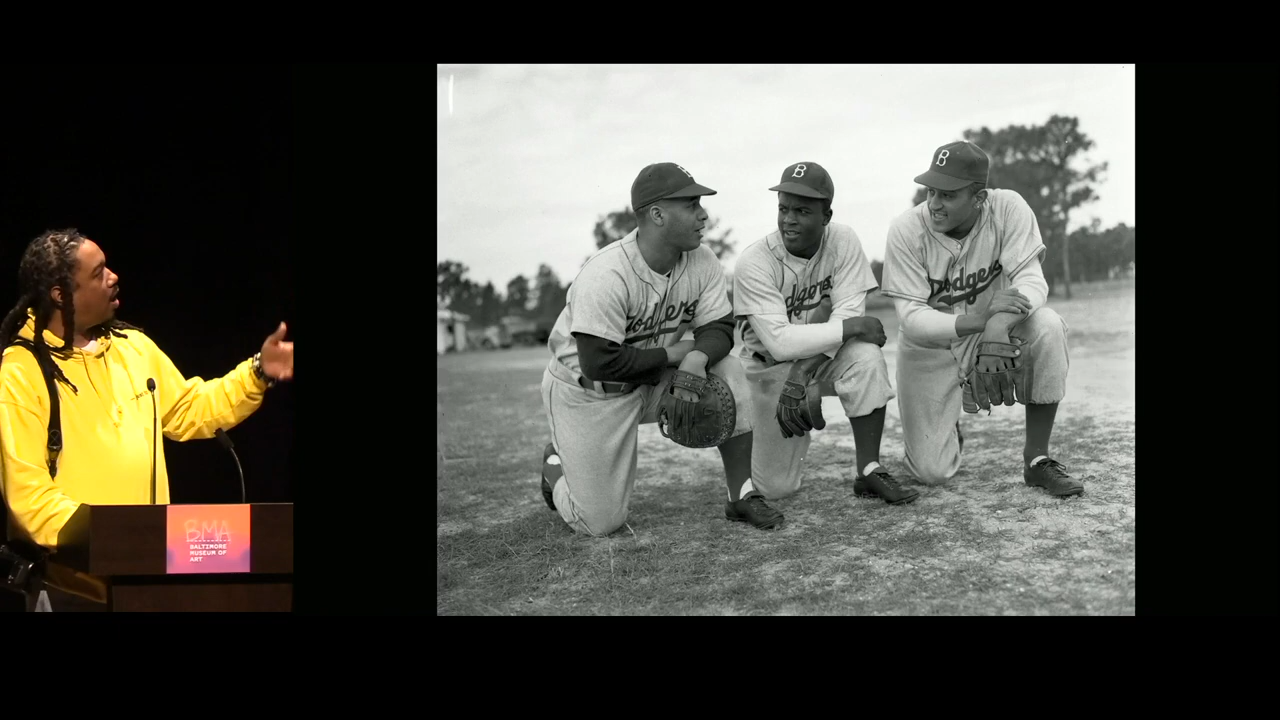 BMA
BALTIMORE
MUSEUM OF
ART
B
B
B
Dodgers
Dodgers
Dodgers